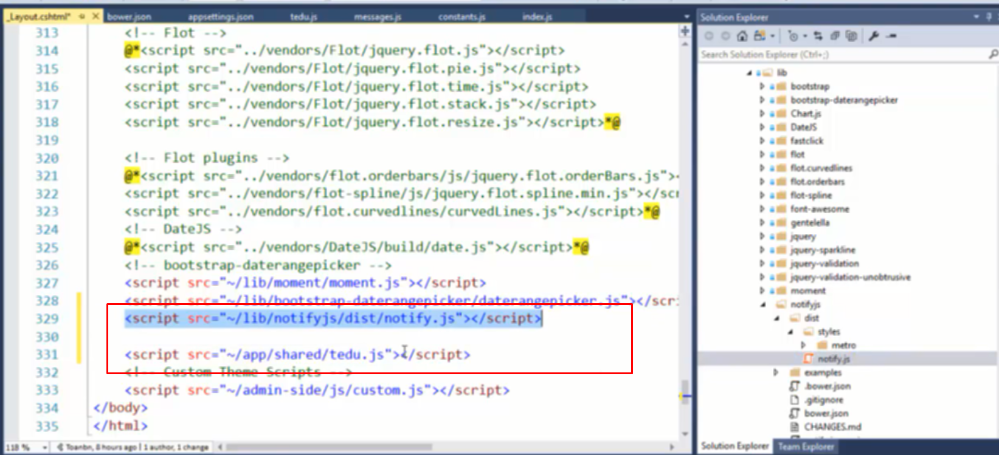 _Layout.cshtml*
bower.json
appsettings.json
tedu.js
messages.js
constants.js
index.js
313 <!-- Flot -->
314 @*<script src="../vendors/Flot/jquery.flot.js"></script>
315 <script src="../vendors/Flot/jquery.flot.pie.js"></script>
316 <script src="../vendors/Flot/jquery.flot.time.js"></script>
317 <script src="../vendors/Flot/jquery.flot.stack.js"></script>
318 <script src="../vendors/Flot/jquery.flot.resize.js"></script>*@
319
320 <!-- Flot plugins -->
321 @*<script src="../vendors/flot.orderbars/js/jquery.flot.orderBars.js"><
322 <script src="../vendors/flot-spline/js/jquery.flot.spline.min.js"></scr
323 <script src="../vendors/flot.curvedlines/curvedLines.js"></script>*@
324 <!-- DateJS -->
325 @*<script src="../vendors/DateJS/build/date.js"></script>*@
326 <!-- bootstrap-daterangepicker -->
327 <script src="~/lib/moment/moment.js"></script>
328 <script src="~/lib/bootstrap-daterangepicker/daterangepicker.js"></scri
329 <script src="~/lib/notifyjs/dist/notify.js"></script>
330
331 <script src="~/app/shared/tedu.js"></script>
332 <!-- Custom Theme Scripts -->
333 <script src="~/admin-side/js/custom.js"></script>
334 </body>
335 </html>
118 %
Toanbn, 8 hours ago | 1 author, 1 change
Solution Explorer
Search Solution Explorer (Ctrl+;)
lib
bootstrap
bootstrap-daterangepicker
Chart.js
DateJS
fastclick
flot
flot.curvedlines
flot.orderbars
flot-spline
font-awesome
gentelella
jquery
jquery-sparkline
jquery-validation
jquery-validation-unobtrusive
moment
notifyjs
dist
styles
metro
notify.js
examples
.bower.json
.gitignore
bower.json
CHANGES.md
Solution Explorer
Team Explorer